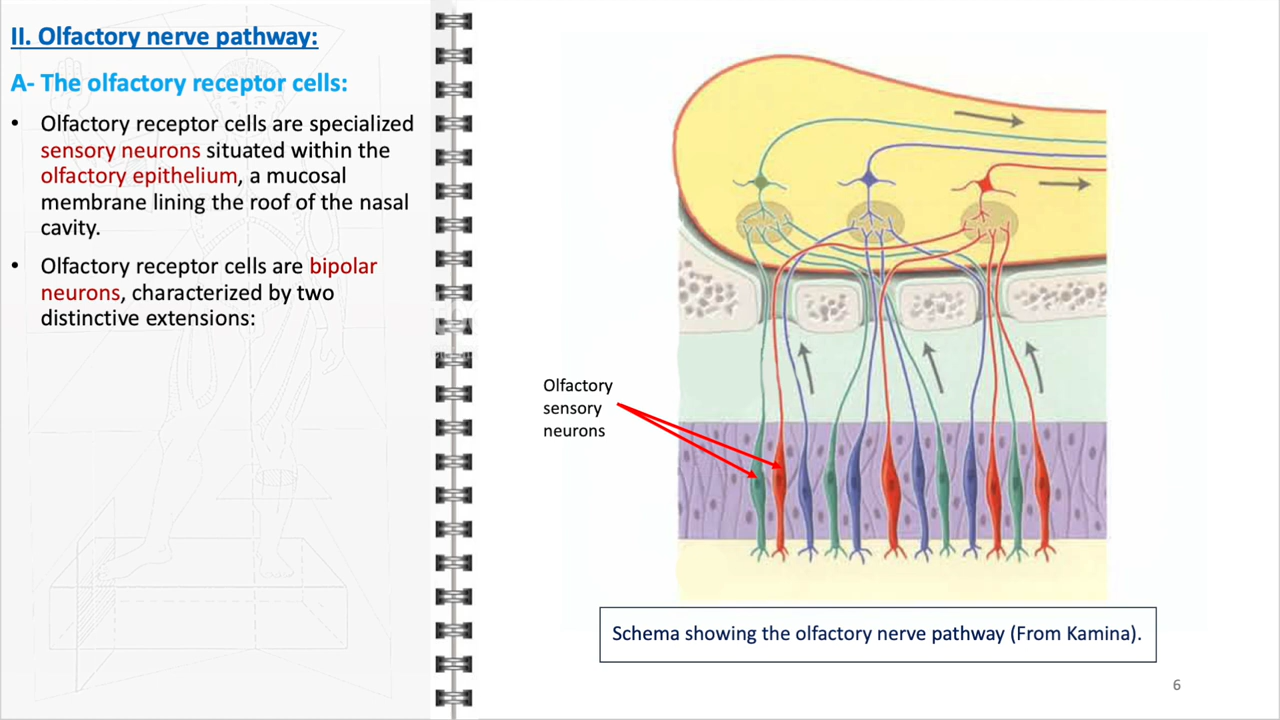 II. Olfactory nerve pathway:
A- The olfactory receptor cells:
• Olfactory receptor cells are specialized
sensory neurons situated within the
olfactory epithelium, a mucosal
membrane lining the roof of the nasal
cavity.
• Olfactory receptor cells are bipolar
neurons, characterized by two
distinctive extensions:
Olfactory
sensory
neurons
Schema showing the olfactory nerve pathway (From Kamina).
6